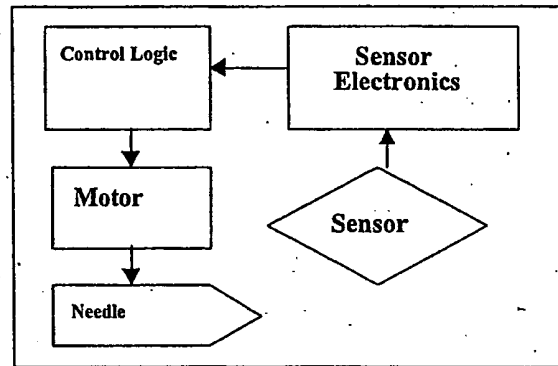 Control Logic
Sensor
Electronics
Motor
Sensor
Needle